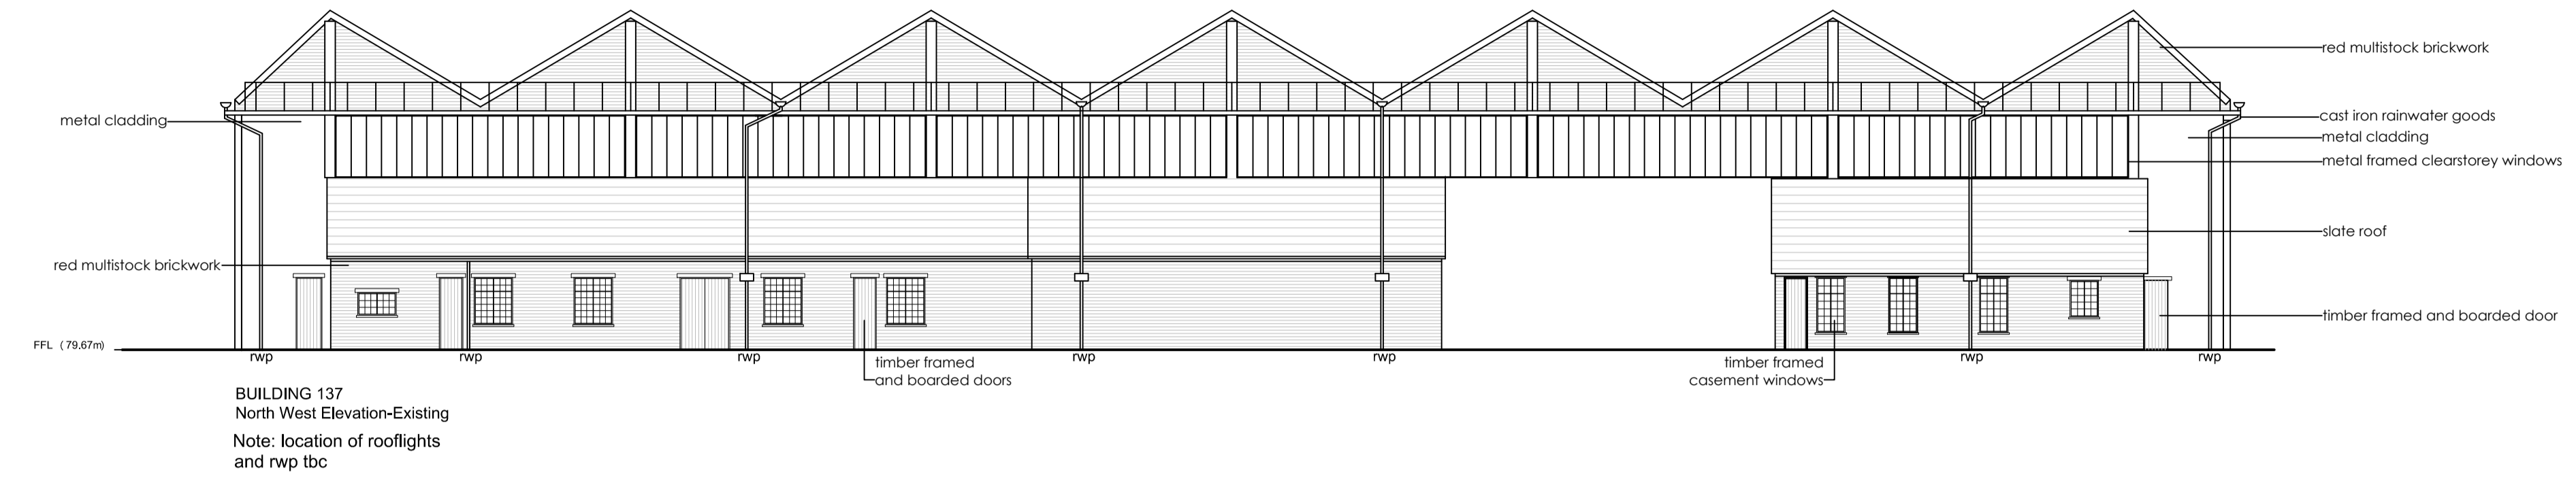 red multistock brickwork
metal cladding
cast iron rainwater goods
metal cladding
metal framed clearstorey windows
slate roof
red multistock brickwork
timber framed and boarded door
FFL (79.67m)
rwp
rwp
rwp
rwp
rwp
rwp
rwp
timber framed
and boarded doors
timber framed
casement windows
BUILDING 137
North West Elevation-Existing
Note: location of rooflights
and rwp tbc